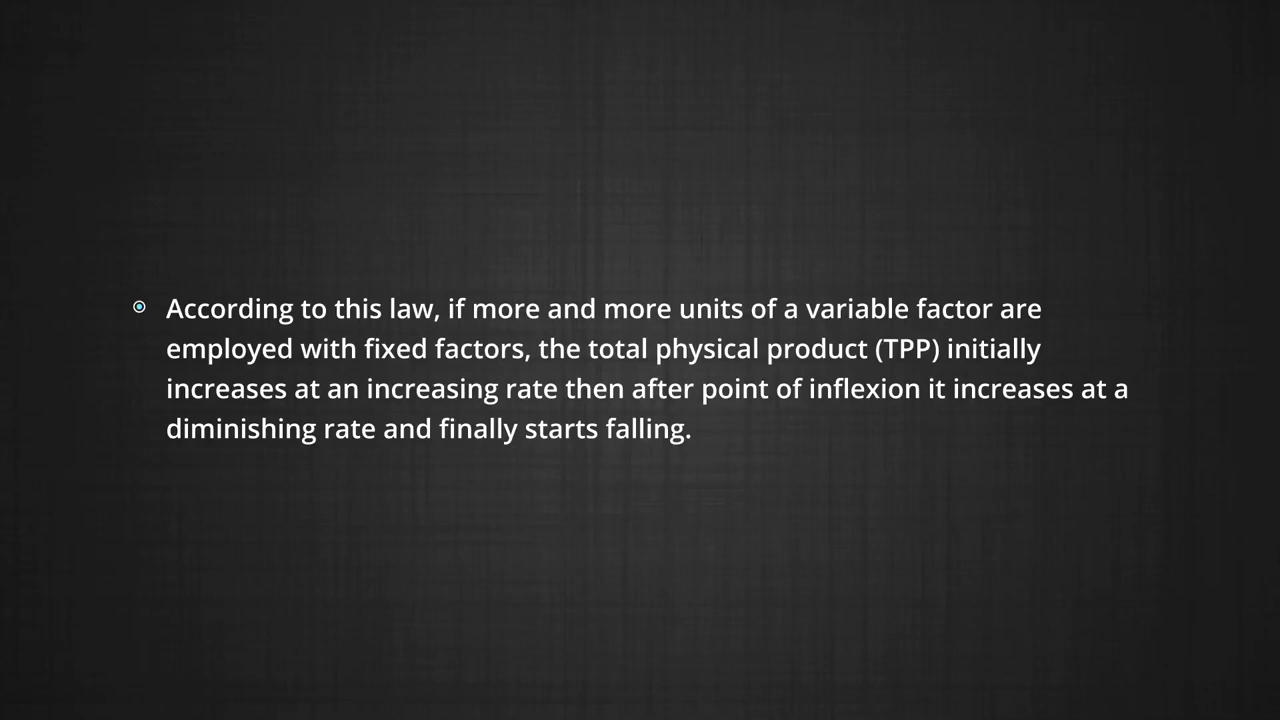 According to this law, if more and more units of a variable factor are
employed with fixed factors, the total physical product (TPP) initially
increases at an increasing rate then after point of inflexion it increases at a
diminishing rate and finally starts falling.